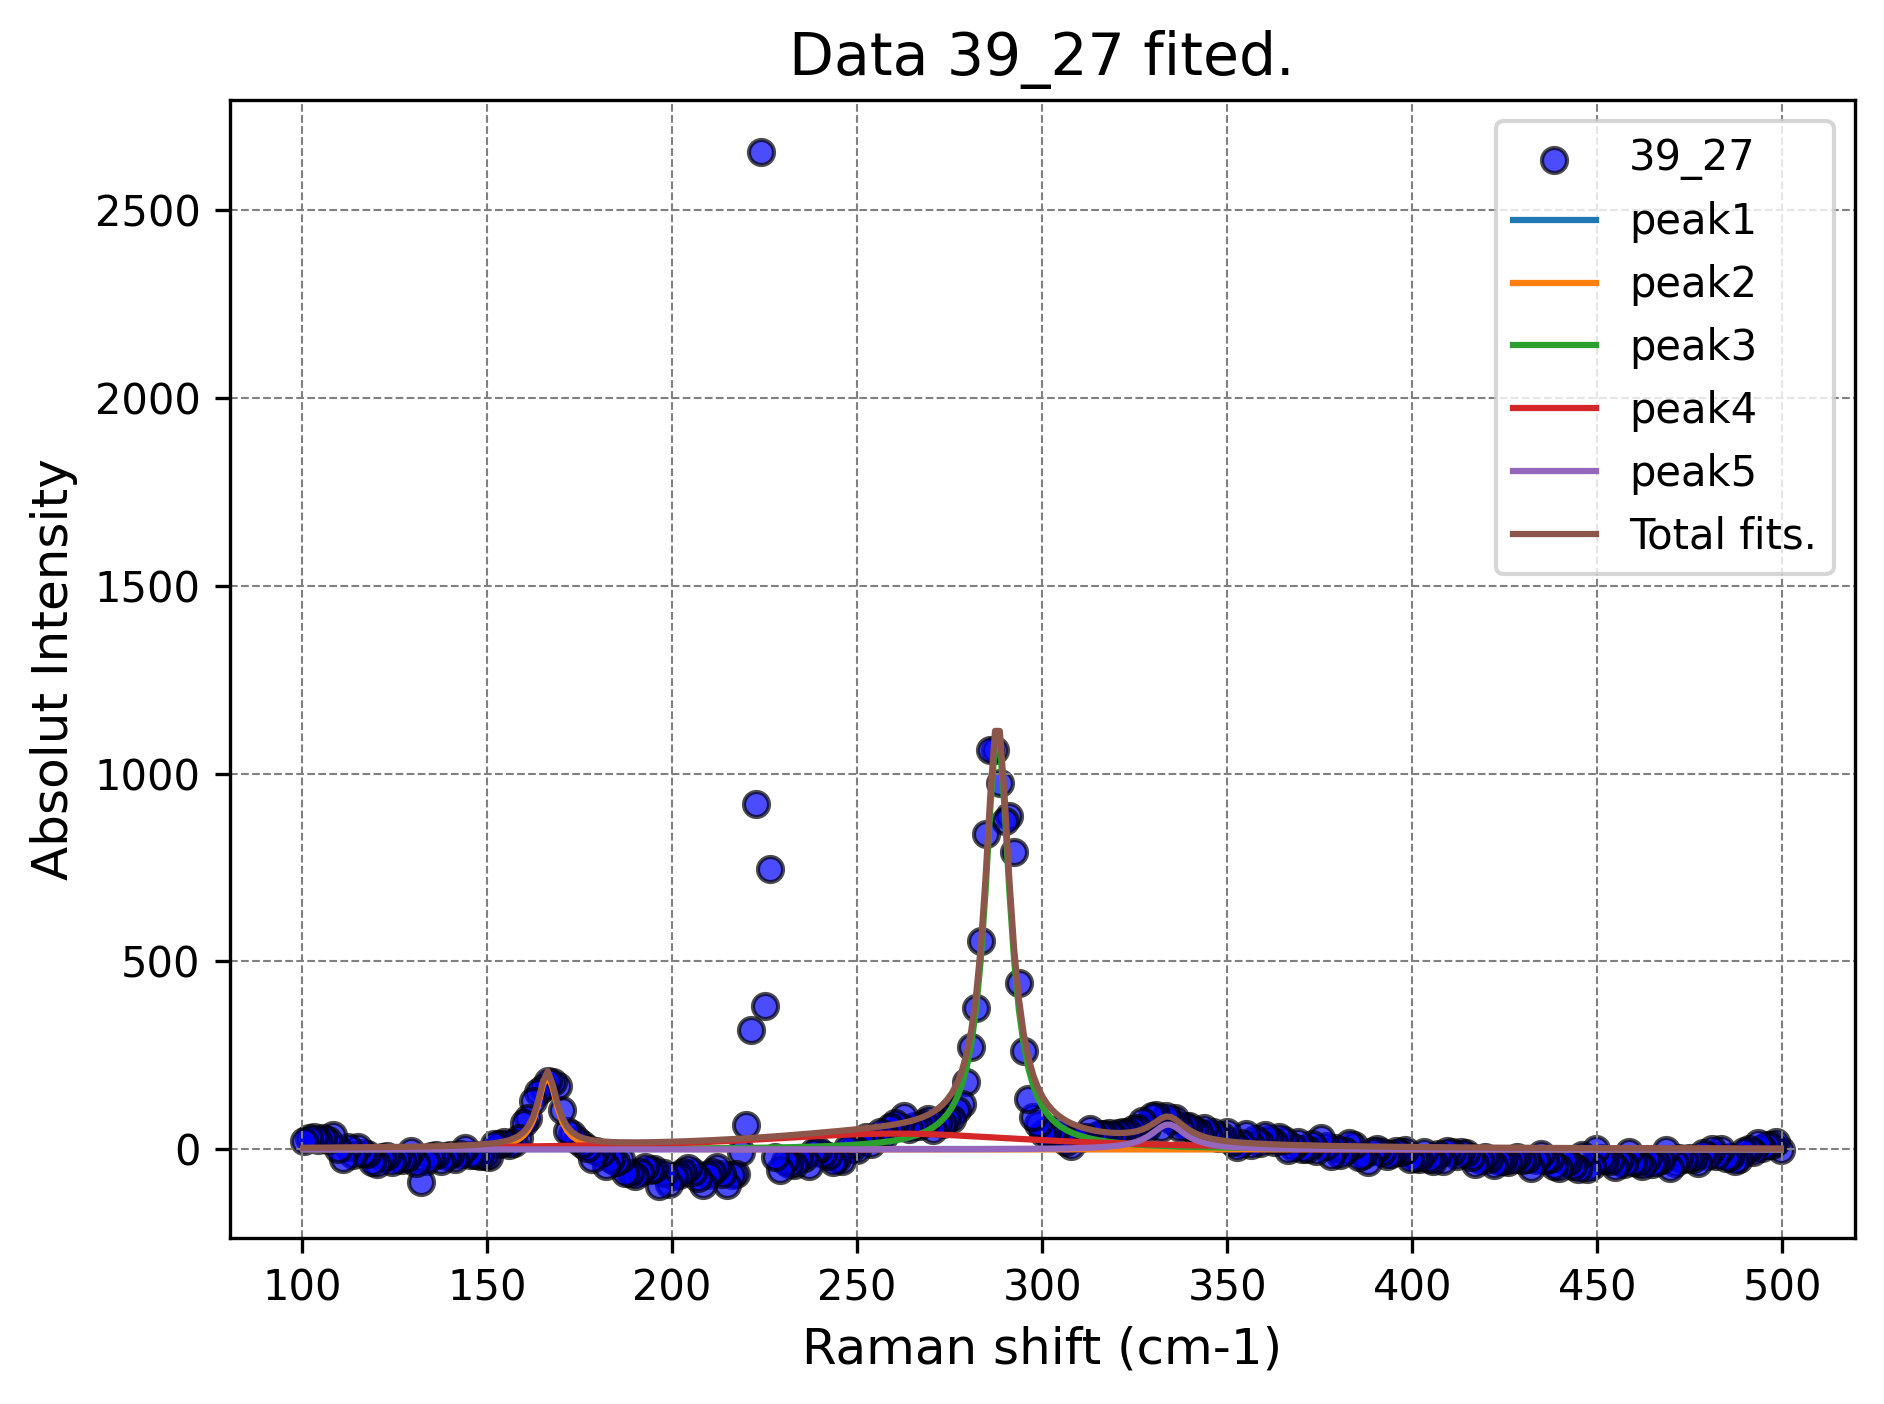 Data 39_27 fited.
39_27
peak1
peak2
peak3
peak4
peak5
Total fits.
Absolut Intensity
2500
2000
1500
1000
500
0
100 150 200 250 300 350 400 450 500
Raman shift (cm-1)